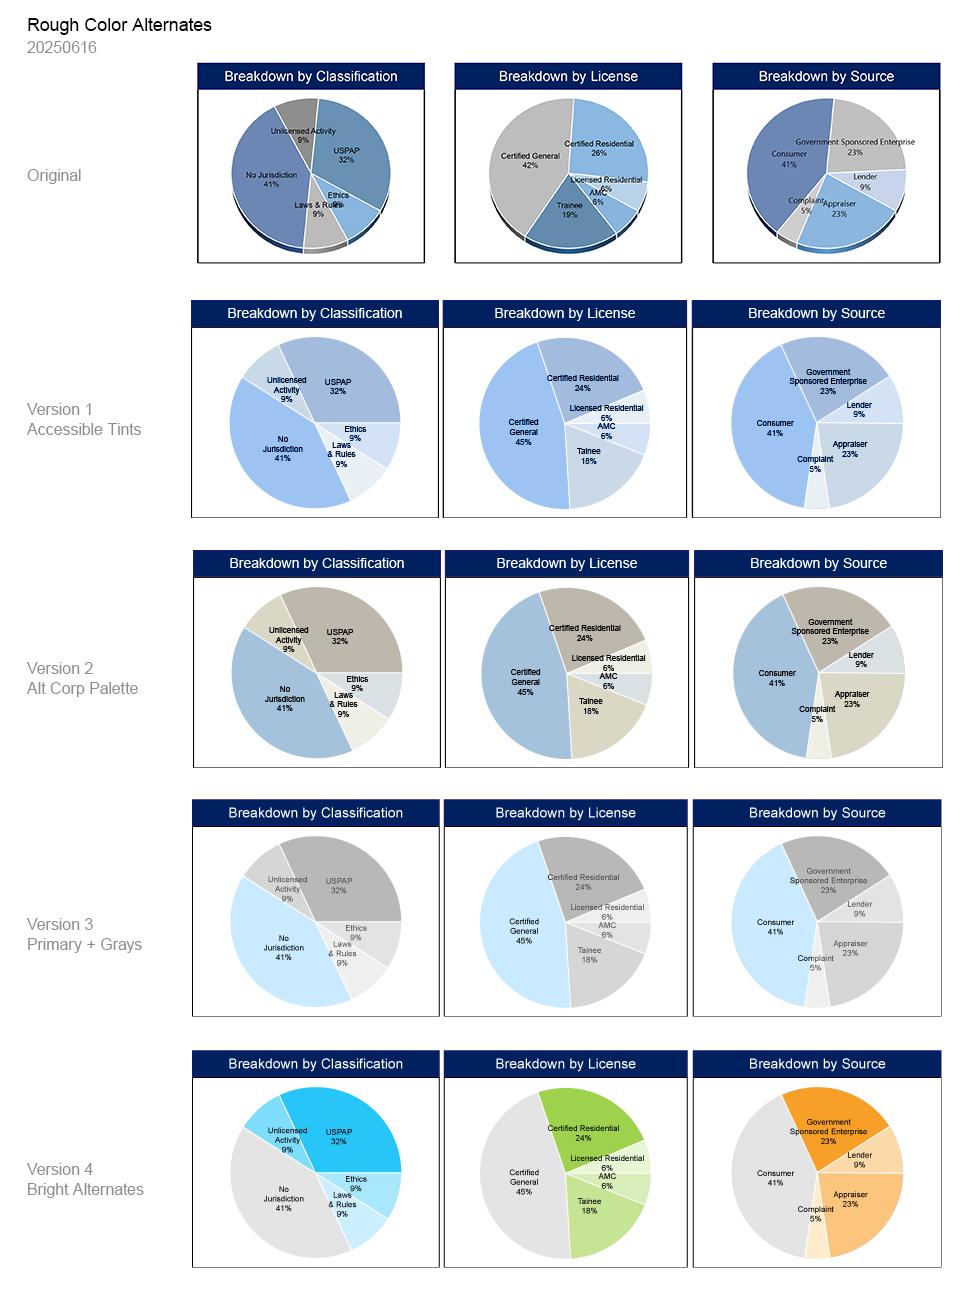 Rough Color Alternates
20250616
Breakdown by Classification
Breakdown by License
Breakdown by Source
Original
Unlicensed Activity
9%
USPAP
32%
No Jurisdiction
41%
Ethics
9%
Laws & Rules
9%
Certified General
42%
Certified Residential
26%
Licensed Residential
6%
AMC
6%
Trainee
19%
Government Sponsored Enterprise
23%
Consumer
41%
Lender
9%
Complaint
5%
Appraiser
23%
Version 1
Accessible Tints
Breakdown by Classification
Breakdown by License
Breakdown by Source
Unlicensed
Activity
9%
USPAP
32%
Ethics
9%
Laws
& Rules
9%
No
Jurisdiction
41%
Certified Residential
24%
Licensed Residential
6%
AMC
6%
Tainee
18%
Certified
General
45%
Government
Sponsored Enterprise
23%
Lender
9%
Consumer
41%
Appraiser
23%
Complaint
5%
Version 2
Alt Corp Palette
Breakdown by Classification
Breakdown by License
Breakdown by Source
Unlicensed
Activity
9%
USPAP
32%
Ethics
9%
Laws
& Rules
9%
No
Jurisdiction
41%
Certified Residential
24%
Licensed Residential
6%
AMC
6%
Tainee
18%
Certified
General
45%
Government
Sponsored Enterprise
23%
Lender
9%
Consumer
41%
Appraiser
23%
Complaint
5%
Version 3
Primary + Grays
Breakdown by Classification
Breakdown by License
Breakdown by Source
Unlicensed
Activity
9%
USPAP
32%
Ethics
9%
Laws
& Rules
9%
No
Jurisdiction
41%
Certified Residential
24%
Licensed Residential
6%
AMC
6%
Tainee
18%
Certified
General
45%
Government
Sponsored Enterprise
23%
Lender
9%
Consumer
41%
Appraiser
23%
Complaint
5%
Version 4
Bright Alternates
Breakdown by Classification
Breakdown by License
Breakdown by Source
Unlicensed
Activity
9%
USPAP
32%
Ethics
9%
Laws
& Rules
9%
No
Jurisdiction
41%
Certified Residential
24%
Licensed Residential
6%
AMC
6%
Tainee
18%
Certified
General
45%
Government
Sponsored Enterprise
23%
Lender
9%
Consumer
41%
Appraiser
23%
Complaint
5%